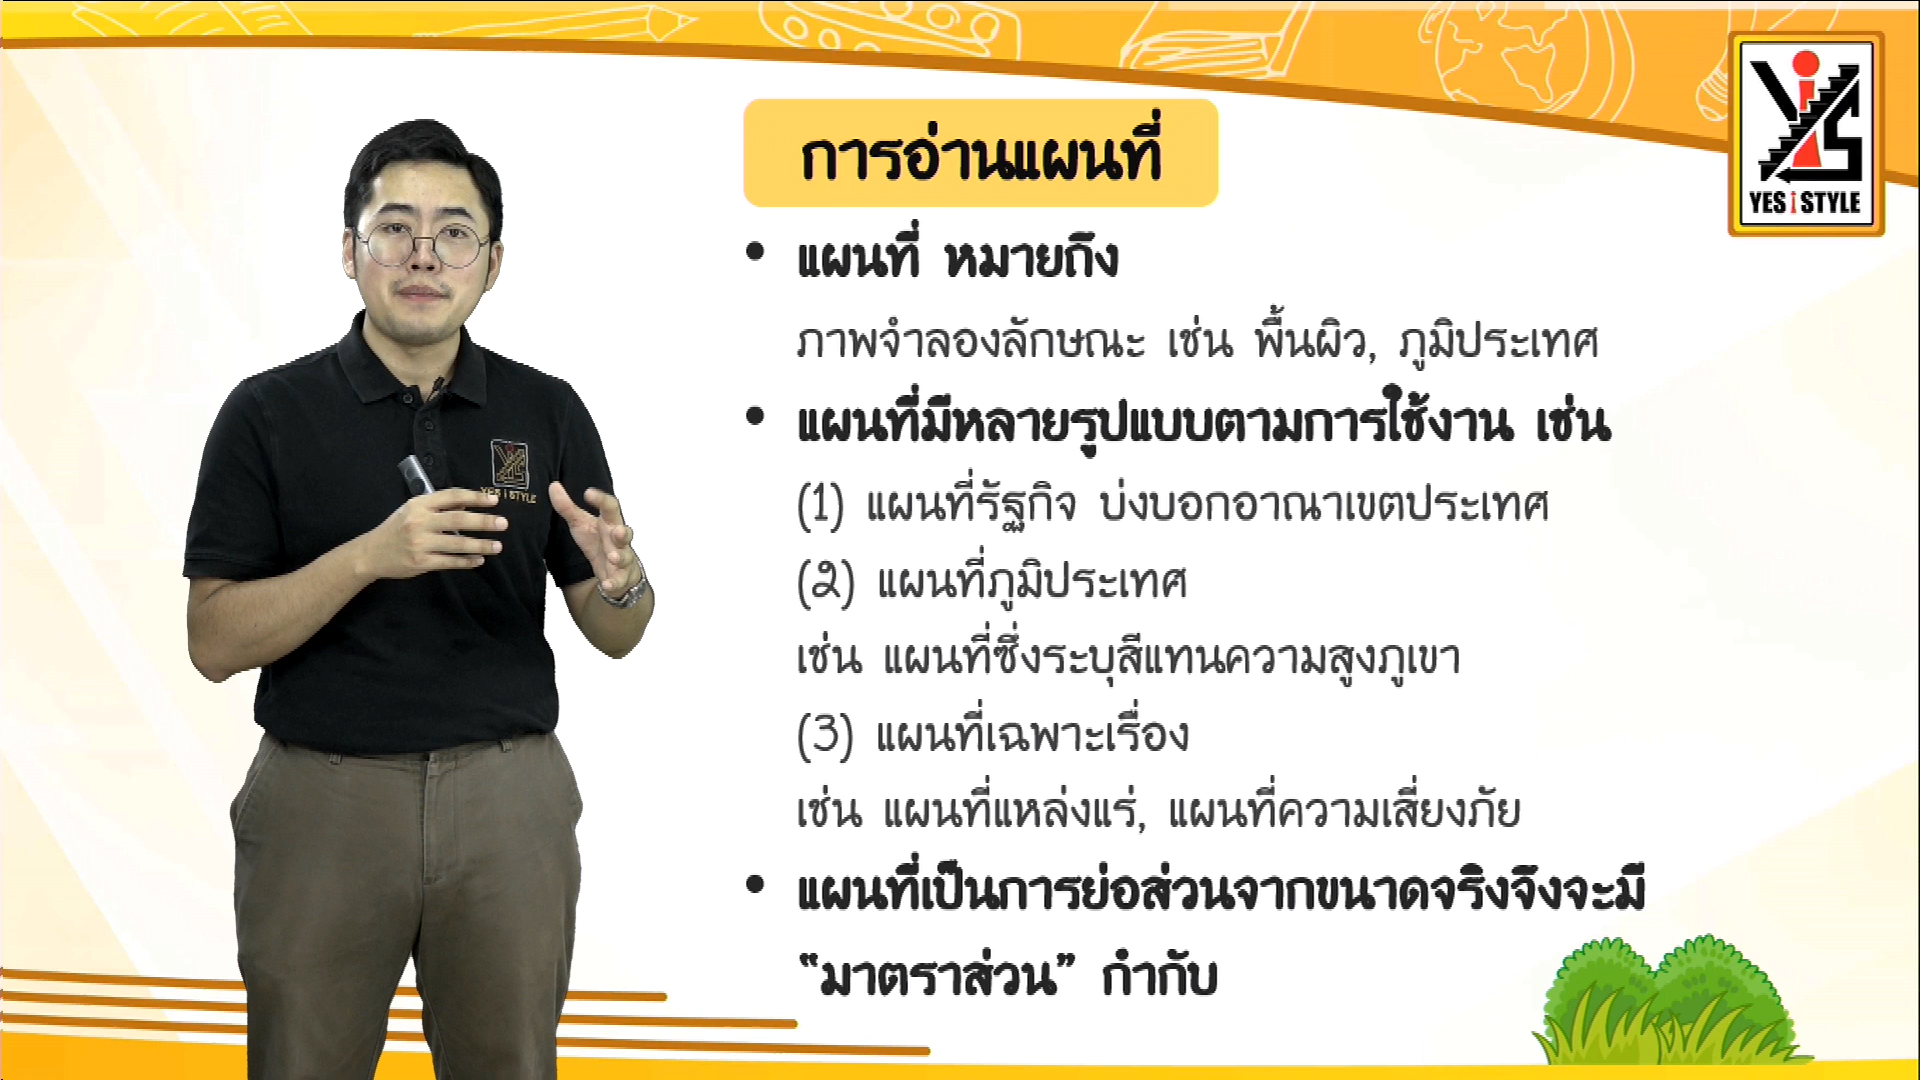 การอ่านแผนที่
YES i STYLE
• แผนที่ หมายถึง
ภาพจำลองลักษณะ เช่น พื้นผิว, ภูมิประเทศ
• แผนที่มีหลายรูปแบบตามการใช้งาน เช่น
(1) แผนที่รัฐกิจ บ่งบอกอาณาเขตประเทศ
(2) แผนที่ภูมิประเทศ
เช่น แผนที่ซึ่งระบุสีแทนความสูงภูเขา
(3) แผนที่เฉพาะเรื่อง
เช่น แผนที่แหล่งแร่, แผนที่ความเสี่ยงภัย
• แผนที่เป็นการย่อส่วนจากขนาดจริงจึงจะมี
“มาตราส่วน” กำกับ
YES i STYLE